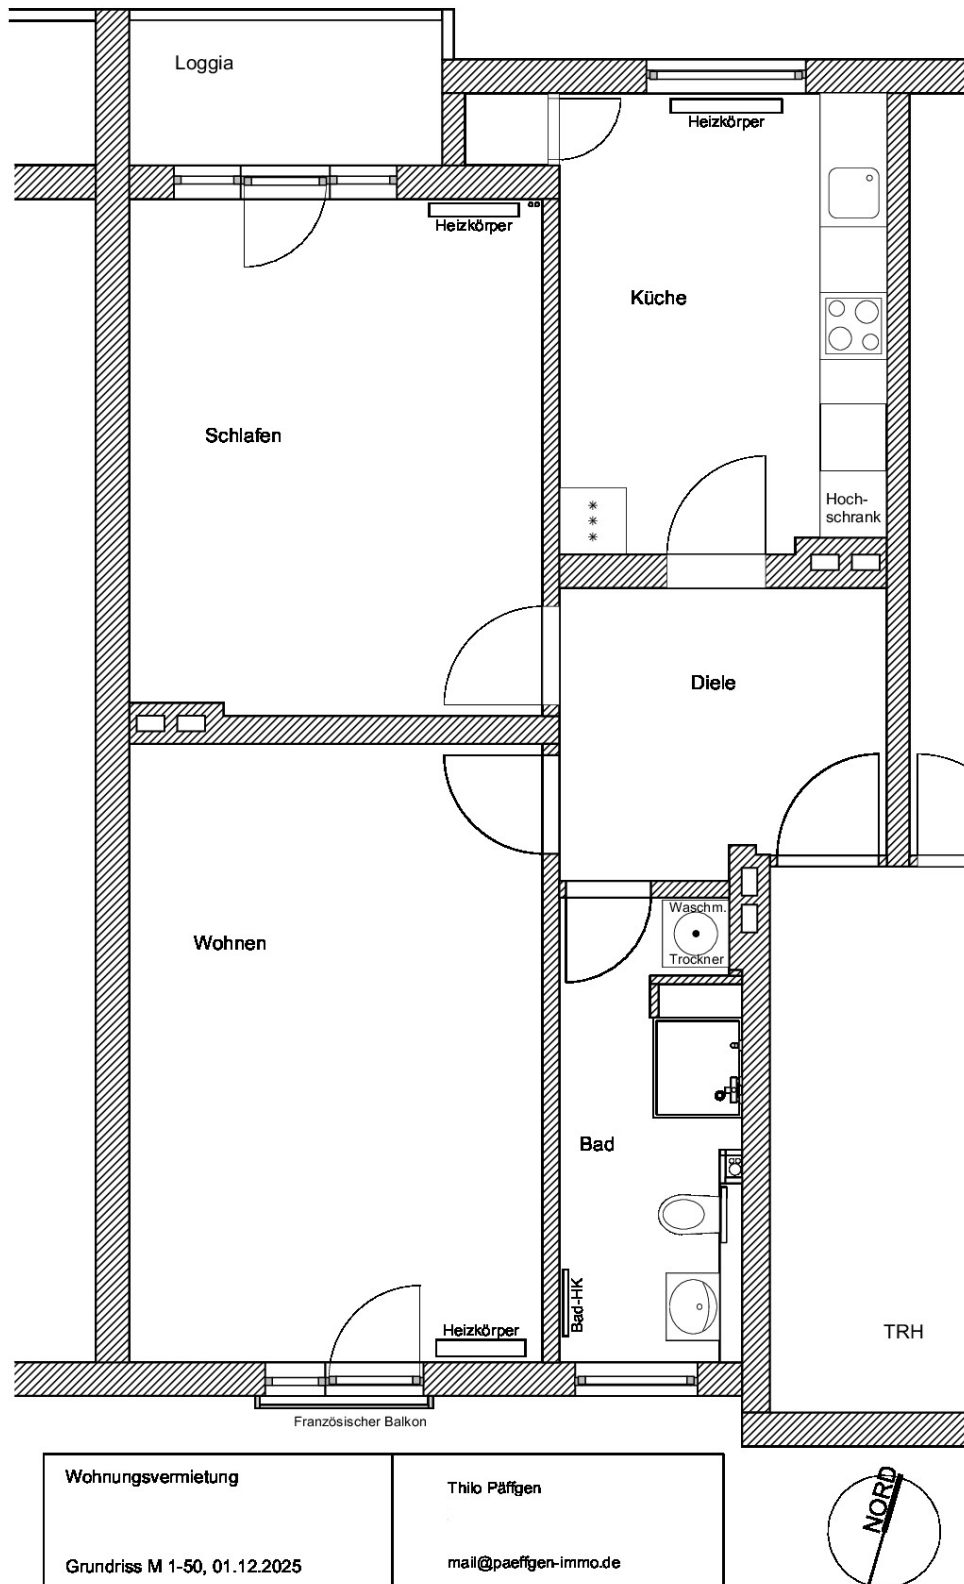 Loggia
Heizkörper
Heizkörper
Küche
Schlafen
Hoch-
schrank
Diele
Waschm.
Trockner
Wohnen
Bad
Bad-HK
Heizkörper
TRH
Französischer Balkon
Wohnungsvermietung
Grundriss M 1-50, 01.12.2025
Thilo Päffgen
mail@paeffgen-immo.de
NORD